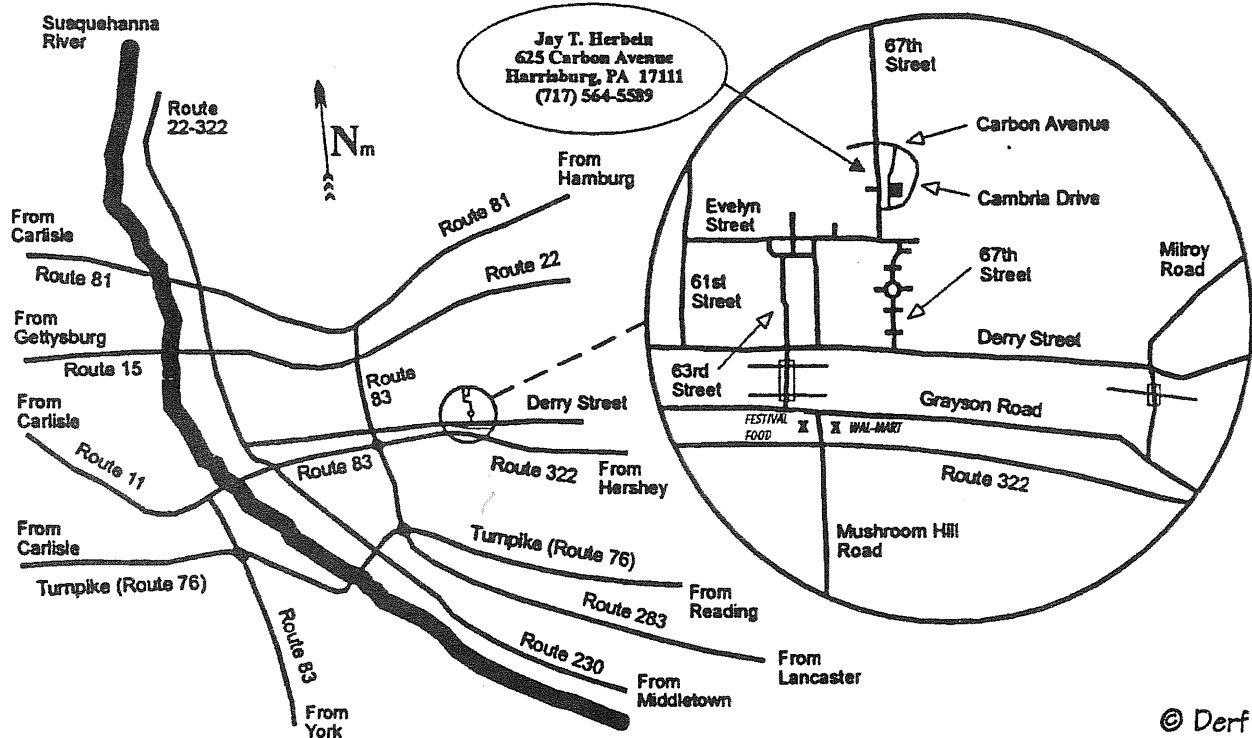 Susquehanna
River
Route
22-322
Nm
Jay T. Herbein
625 Carbon Avenue
Harrisburg, PA 17111
(717) 564-5589
From
Hamburg
Route 81
From
Carlisle
Route 81
Route 22
From
Gettysburg
Route 15
Route
83
Derry Street
From
Carlisle
Route 11
Route 83
Route 322
From
Hershey
From
Carlisle
Turnpike (Route 76)
Turnpike (Route 76)
From
Reading
Route 283
From
Lancaster
Route 230
From
Middletown
Route 83
From
York
67th
Street
Carbon Avenue
Cambria Drive
Evelyn
Street
Milroy
Road
61st
Street
67th
Street
Derry Street
63rd
Street
Grayson Road
FESTIVAL
FOOD
X
X WAL-MART
Route 322
Mushroom Hill
Road
© Derf